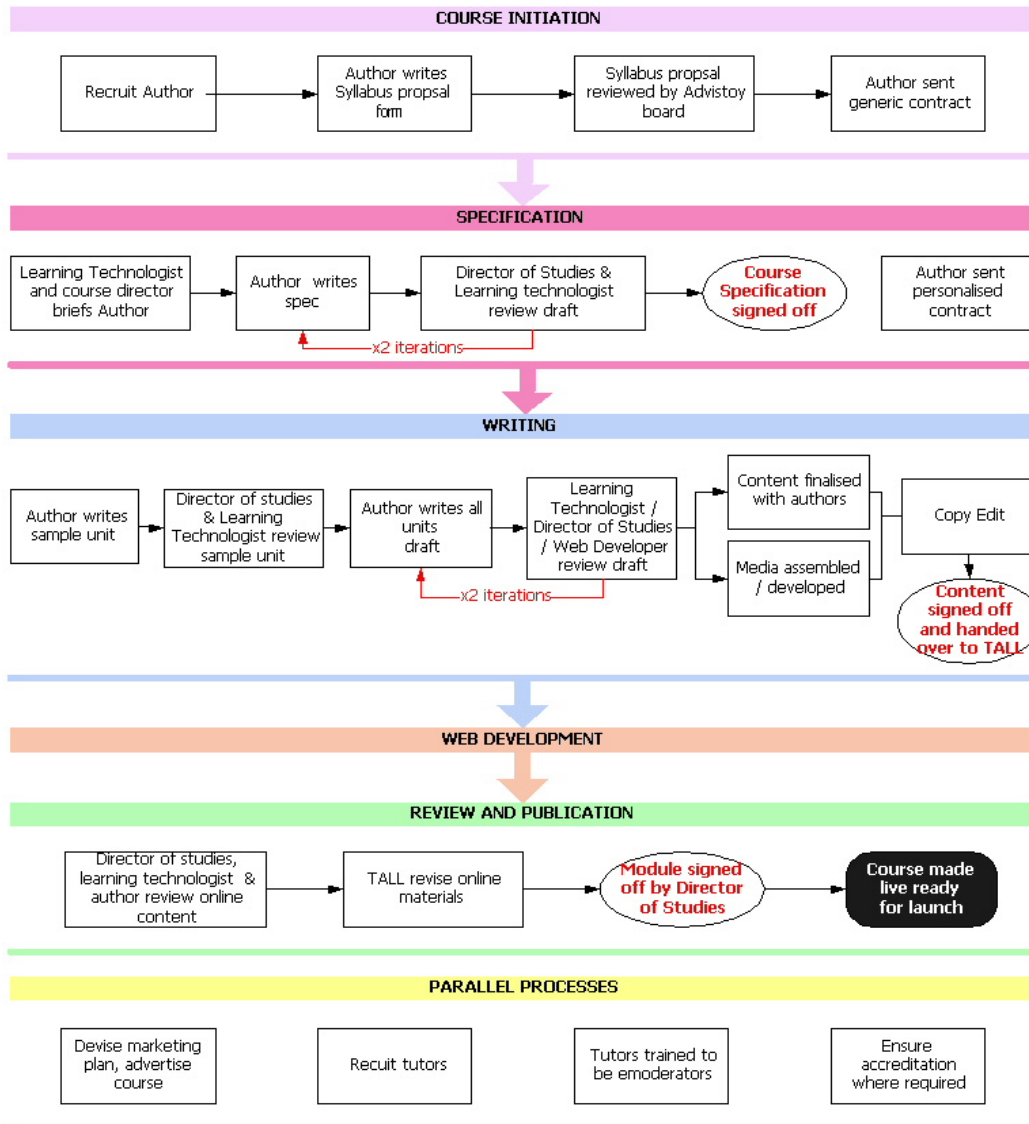 COURSE INITIATION
Recruit Author
Author writes
Syllabus propsal
form
Syllabus propsal
reviewed by Advistoy
board
Author sent
generic contract
SPECIFICATION
Learning Technologist
and course director
briefs Author
Author writes
spec
Director of Studies &
Learning technologist
review draft
Course
Specification
signed off
Author sent
personalised
contract
x2 iterations
WRITING
Author writes
sample unit
Director of studies
& Learning
Technologist review
sample unit
Author writes all
units
draft
Learning
Technologist /
Director of Studies
/ Web Developer
review draft
Content finalised
with authors
Media assembled
/ developed
Copy Edit
x2 iterations
Content
signed off
and handed
over to TALL
WEB DEVELOPMENT
REVIEW AND PUBLICATION
Director of studies,
learning technologist &
author review online
content
TALL revise online
materials
Module signed
off by Director
of Studies
Course made
live ready
for launch
PARALLEL PROCESSES
Devise marketing
plan, advertise
course
Recuit tutors
Tutors trained to
be emoderators
Ensure
accreditation
where required